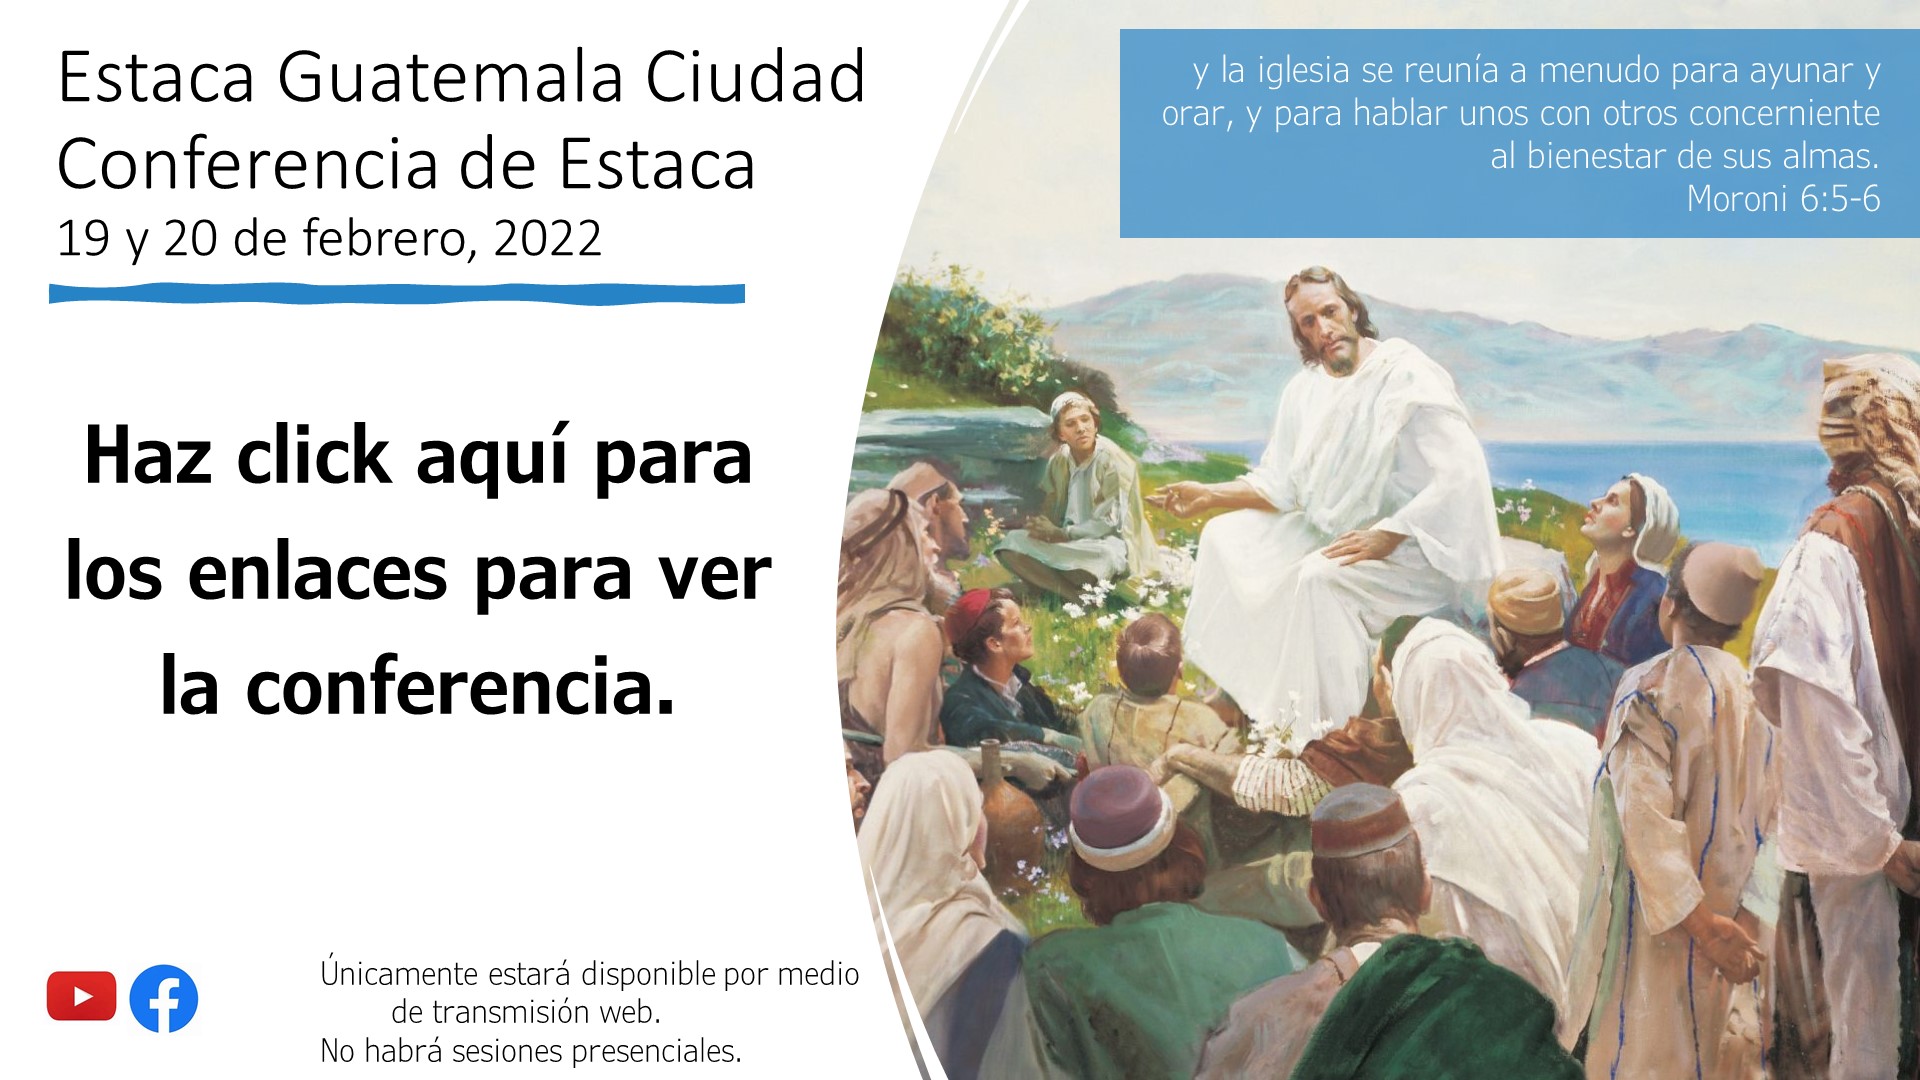 Estaca Guatemala Ciudad
Conferencia de Estaca
19 y 20 de febrero, 2022
y la iglesia se reunía a menudo para ayunar y
orar, y para hablar unos con otros concerniente
al bienestar de sus almas.
Moroni 6:5-6
Haz click aquí para
los enlaces para ver
la conferencia.
Únicamente estará disponible por medio
de transmisión web.
No habrá sesiones presenciales.